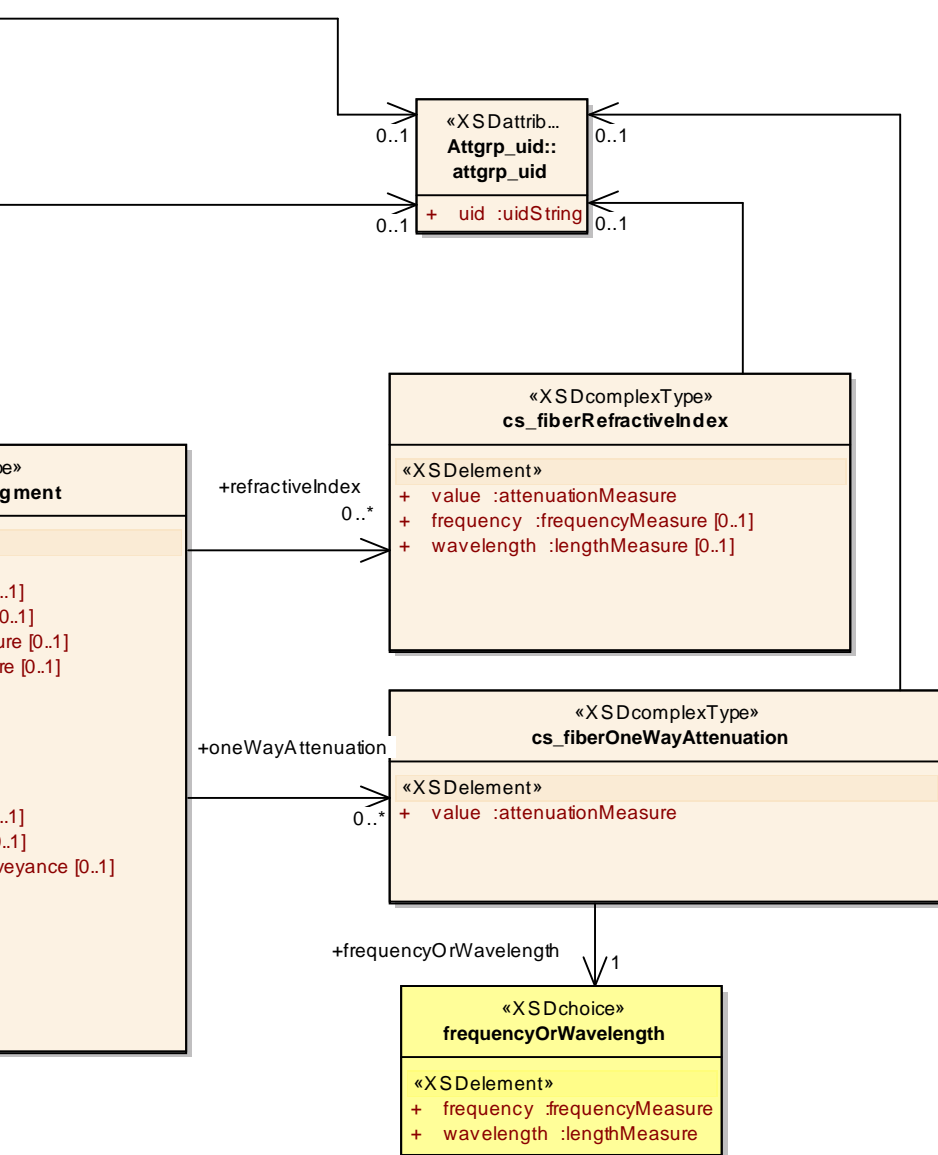 «XSDattrib...
Attgrp_uid::
attgrp_uid
+ uid :uidString
0..1
0..1
0..1
0..1
«XSDcomplexType»
cs_fiberRefractiveIndex
«XSDelement»
+ value :attenuationMeasure
+ frequency :frequencyMeasure [0..1]
+ wavelength :lengthMeasure [0..1]
+refractiveIndex
0..*
pe»
gment
..1]
0..1]
ure [0..1]
re [0..1]
..1]
..1]
veyance [0..1]
+oneWayAttenuation
0..*
«XSDcomplexType»
cs_fiberOneWayAttenuation
«XSDelement»
+ value :attenuationMeasure
+frequencyOrWavelength
1
«XSDchoice»
frequencyOrWavelength
«XSDelement»
+ frequency :frequencyMeasure
+ wavelength :lengthMeasure